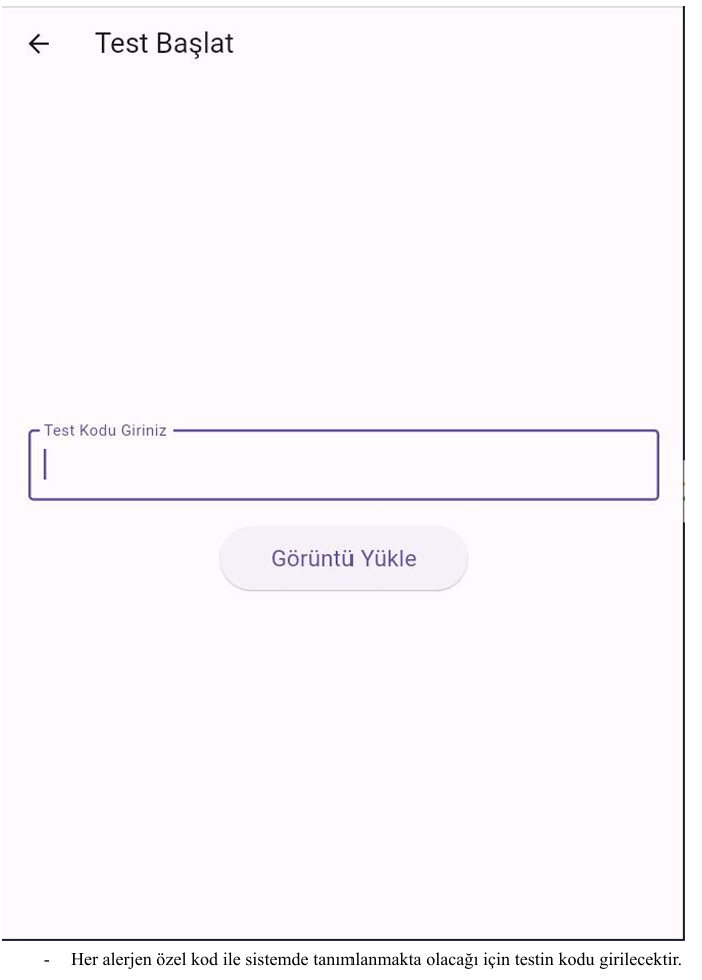 Test Başlat
Test Kodu Giriniz
Görüntü Yükle
- Her alerjen özel kod ile sistemde tanımlanmakta olacağı için testin kodu girilecektir.